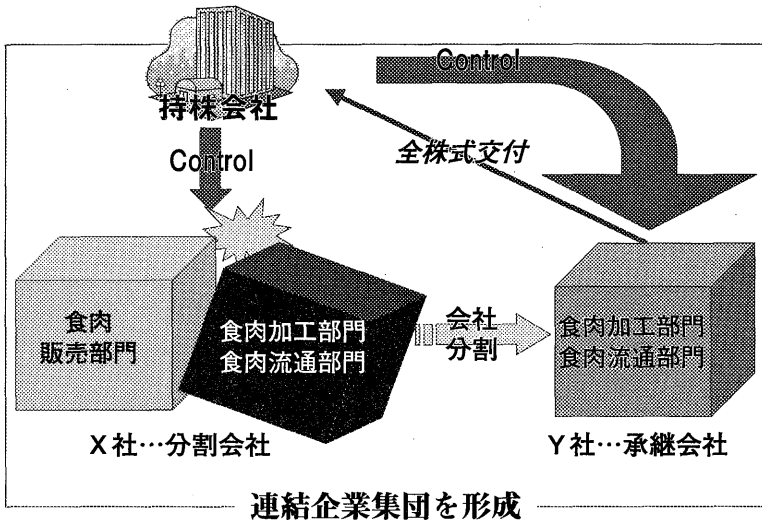 Control
持株会社
Control
全株式交付
食肉
販売部門
食肉加工部門
食肉流通部門
会社
分割
食肉加工部門
食肉流通部門
X社…分割会社
Y社…承継会社
連結企業集団を形成